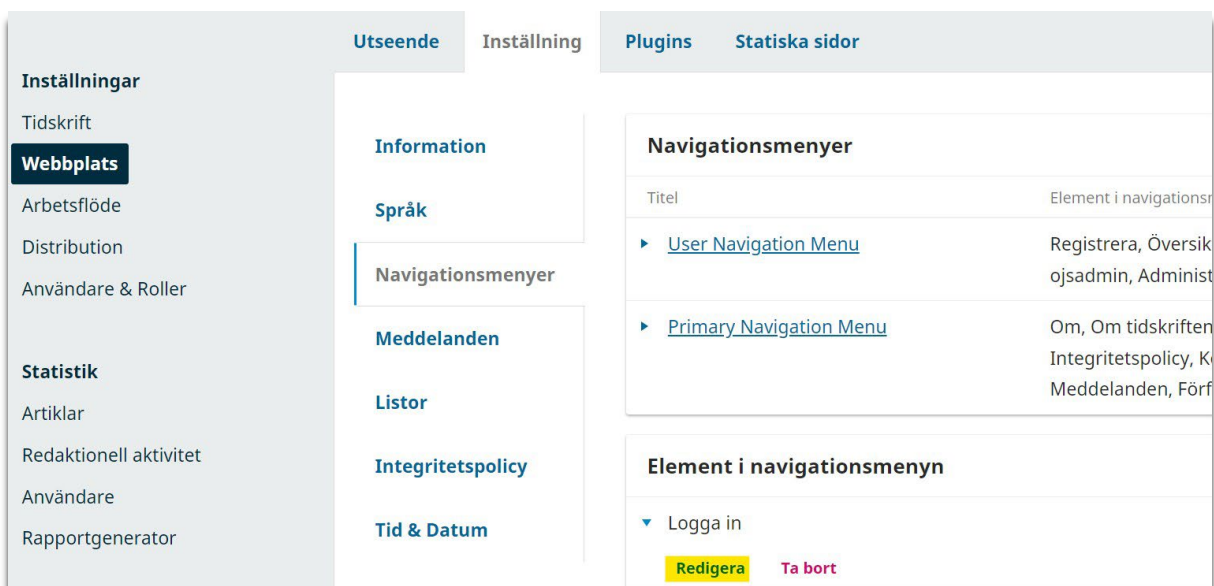 Utseende Inställning Plugins Statiska sidor
Inställningar
Tidskrift
Webbplats
Arbetsflöde
Distribution
Användare & Roller
Statistik
Artiklar
Redaktionell aktivitet
Användare
Rapportgenerator
Information
Språk
Navigationsmenyer
Meddelanden
Listor
Integritetspolicy
Tid & Datum
Navigationsmenyer
Titel Element i
User Navigation Menu Registrera,
ojsadmin,
Primary Navigation Menu Om, Om tidskriften
Integritetspolicy,
Meddelanden,
Element i navigationsmenyn
Logga in
Redigera Ta bort